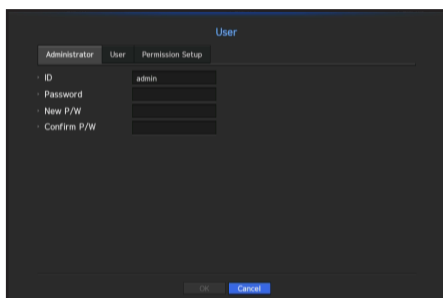 User
Administrator User Permission Setup
ID admin
Password
New P/W
Confirm P/W
OK Cancel